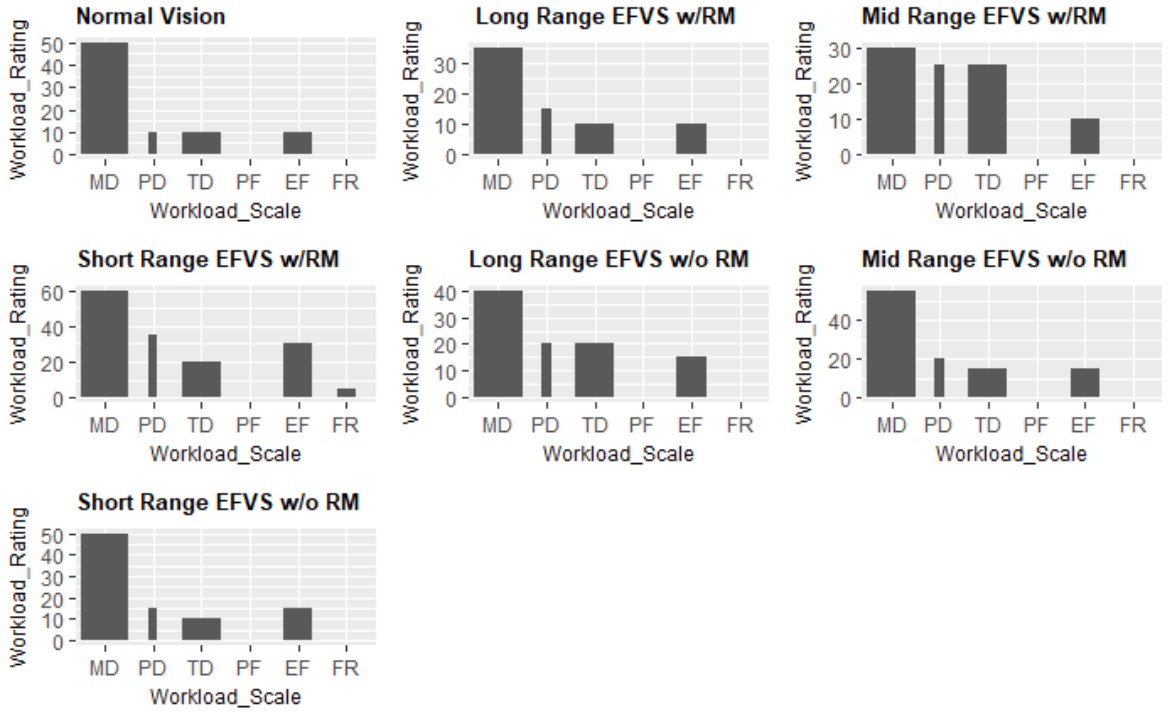 Normal Vision
Workload_Rating
50
40
30
20
10
0
MD PD TD PF EF FR
Workload_Scale
Long Range EFVS w/RM
Workload_Rating
30
20
10
0
MD PD TD PF EF FR
Workload_Scale
Mid Range EFVS w/RM
Workload_Rating
30
20
10
0
MD PD TD PF EF FR
Workload_Scale
Short Range EFVS w/RM
Workload_Rating
60
40
20
0
MD PD TD PF EF FR
Workload_Scale
Long Range EFVS w/o RM
Workload_Rating
40
30
20
10
0
MD PD TD PF EF FR
Workload_Scale
Mid Range EFVS w/o RM
Workload_Rating
40
20
0
MD PD TD PF EF FR
Workload_Scale
Short Range EFVS w/o RM
Workload_Rating
50
40
30
20
10
0
MD PD TD PF EF FR
Workload_Scale